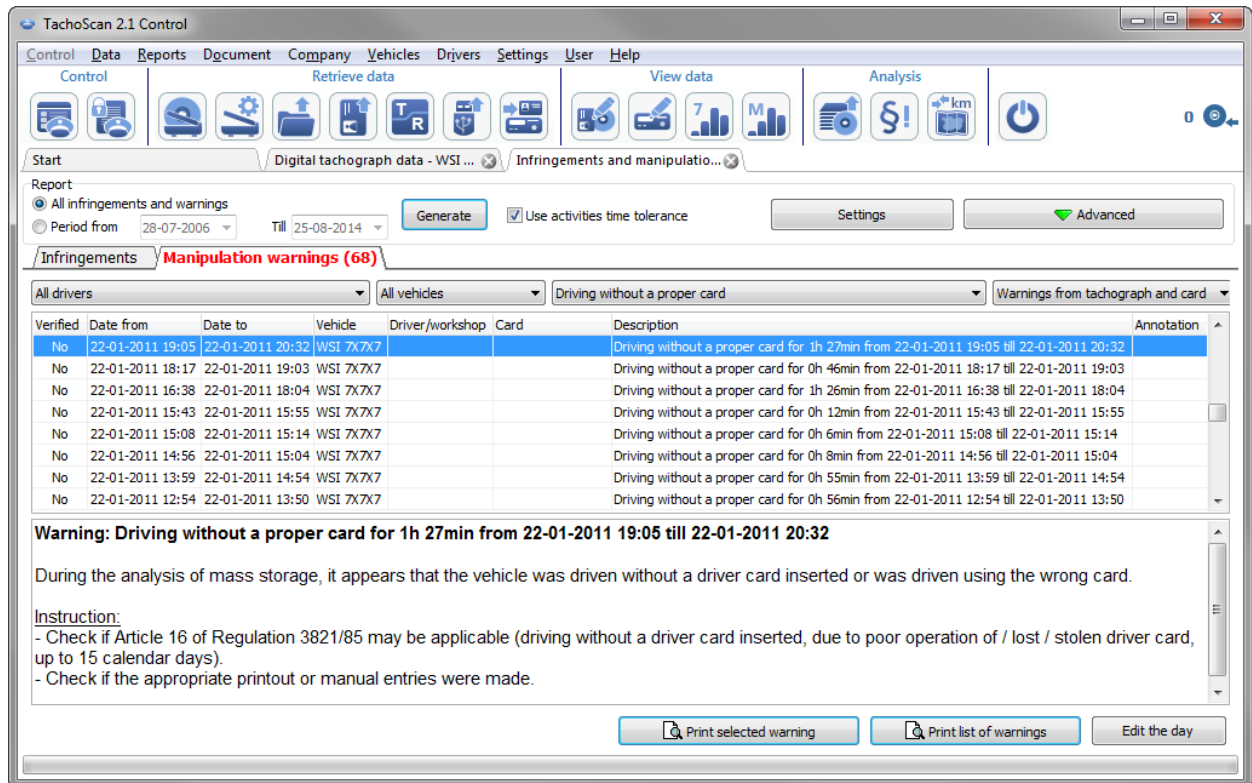 TachoScan 2.1 Control
Control Data Reports Document Company Vehicles Drivers Settings User Help
Control Retrieve data View data Analysis
T R 7 M §! km 0
Start Digital tachograph data - WSI ... Infringements and manipulatio...
Report
All infringements and warnings
Period from 28-07-2006 Till 25-08-2014 Generate Use activities time tolerance Settings Advanced
Infringements Manipulation warnings (68)
All drivers All vehicles Driving without a proper card Warnings from tachograph and card
Verified Date from Date to Vehicle Driver/workshop Card Description Annotation
No 22-01-2011 19:05 22-01-2011 20:32 WSI 7X7X7 Driving without a proper card for 1h 27min from 22-01-2011 19:05 till 22-01-2011 20:32
No 22-01-2011 18:17 22-01-2011 19:03 WSI 7X7X7 Driving without a proper card for 0h 46min from 22-01-2011 18:17 till 22-01-2011 19:03
No 22-01-2011 16:38 22-01-2011 18:04 WSI 7X7X7 Driving without a proper card for 1h 26min from 22-01-2011 16:38 till 22-01-2011 18:04
No 22-01-2011 15:43 22-01-2011 15:55 WSI 7X7X7 Driving without a proper card for 0h 12min from 22-01-2011 15:43 till 22-01-2011 15:55
No 22-01-2011 15:08 22-01-2011 15:14 WSI 7X7X7 Driving without a proper card for 0h 6min from 22-01-2011 15:08 till 22-01-2011 15:14
No 22-01-2011 14:56 22-01-2011 15:04 WSI 7X7X7 Driving without a proper card for 0h 8min from 22-01-2011 14:56 till 22-01-2011 15:04
No 22-01-2011 13:59 22-01-2011 14:54 WSI 7X7X7 Driving without a proper card for 0h 55min from 22-01-2011 13:59 till 22-01-2011 14:54
No 22-01-2011 12:54 22-01-2011 13:50 WSI 7X7X7 Driving without a proper card for 0h 56min from 22-01-2011 12:54 till 22-01-2011 13:50
Warning: Driving without a proper card for 1h 27min from 22-01-2011 19:05 till 22-01-2011 20:32
During the analysis of mass storage, it appears that the vehicle was driven without a driver card inserted or was driven using the wrong card.
Instruction:
- Check if Article 16 of Regulation 3821/85 may be applicable (driving without a driver card inserted, due to poor operation of / lost / stolen driver card,
up to 15 calendar days).
- Check if the appropriate printout or manual entries were made.
Print selected warning Print list of warnings Edit the day